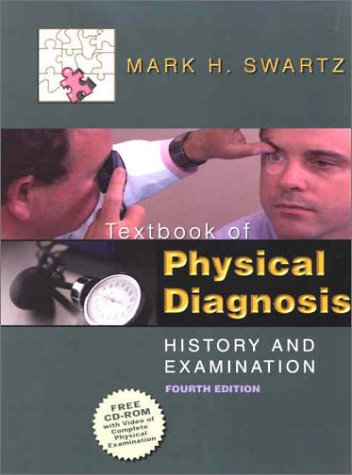 MARK H. SWARTZ
Textbook of
Physical
Diagnosis
HISTORY AND
EXAMINATION
FOURTH EDITION
FREE
CD-ROM
with Video of
Complete
Physical
Examination